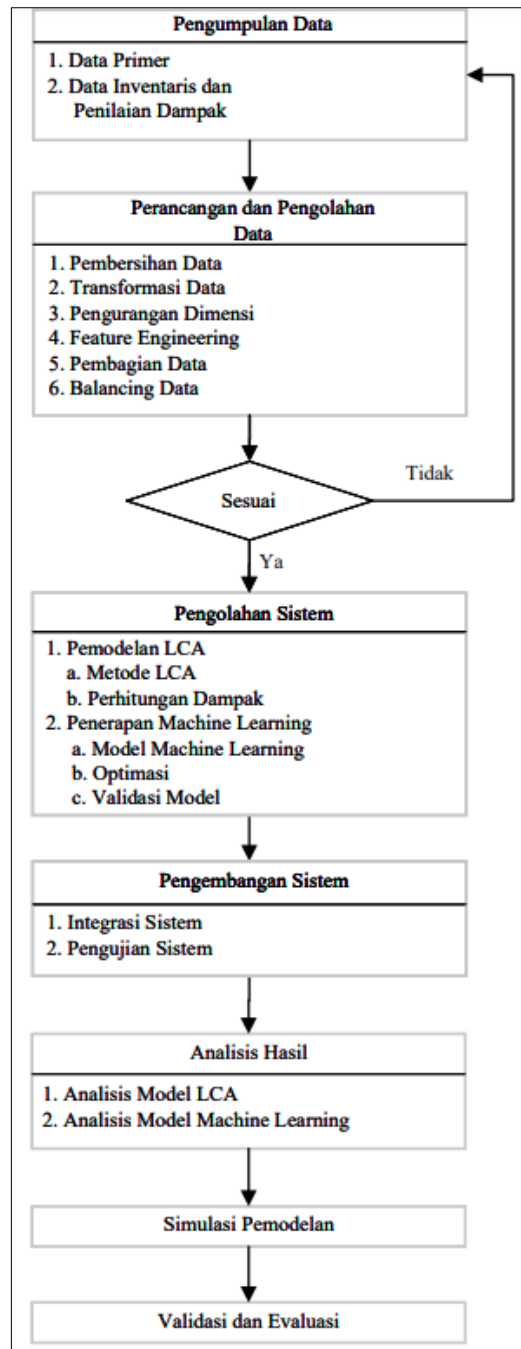 Pengumpulan Data
1. Data Primer
2. Data Inventaris dan
Penilaian Dampak
Perancangan dan Pengolahan
Data
1. Pembersihan Data
2. Transformasi Data
3. Pengurangan Dimensi
4. Feature Engineering
5. Pembagian Data
6. Balancing Data
Sesuai
Tidak
Ya
Pengolahan Sistem
1. Pemodelan LCA
a. Metode LCA
b. Perhitungan Dampak
2. Penerapan Machine Learning
a. Model Machine Learning
b. Optimasi
c. Validasi Model
Pengembangan Sistem
1. Integrasi Sistem
2. Pengujian Sistem
Analisis Hasil
1. Analisis Model LCA
2. Analisis Model Machine Learning
Simulasi Pemodelan
Validasi dan Evaluasi